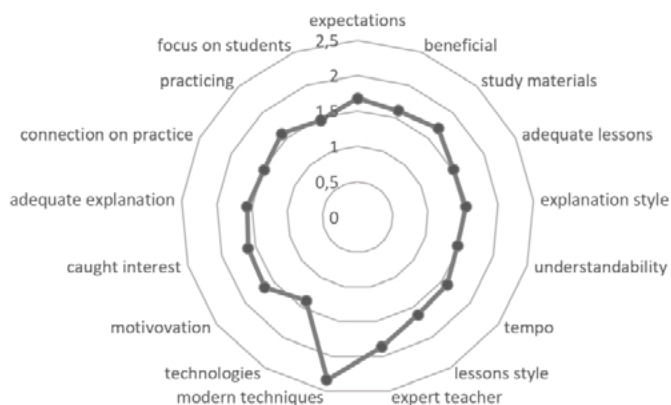 expectations
focus on students
beneficial
practicing
study materials
connection on practice
adequate lessons
adequate explanation
explanation style
caught interest
understandability
motivovation
tempo
technologies
lessons style
modern techniques
expert teacher
2,5
2
1,5
1
0,5
0